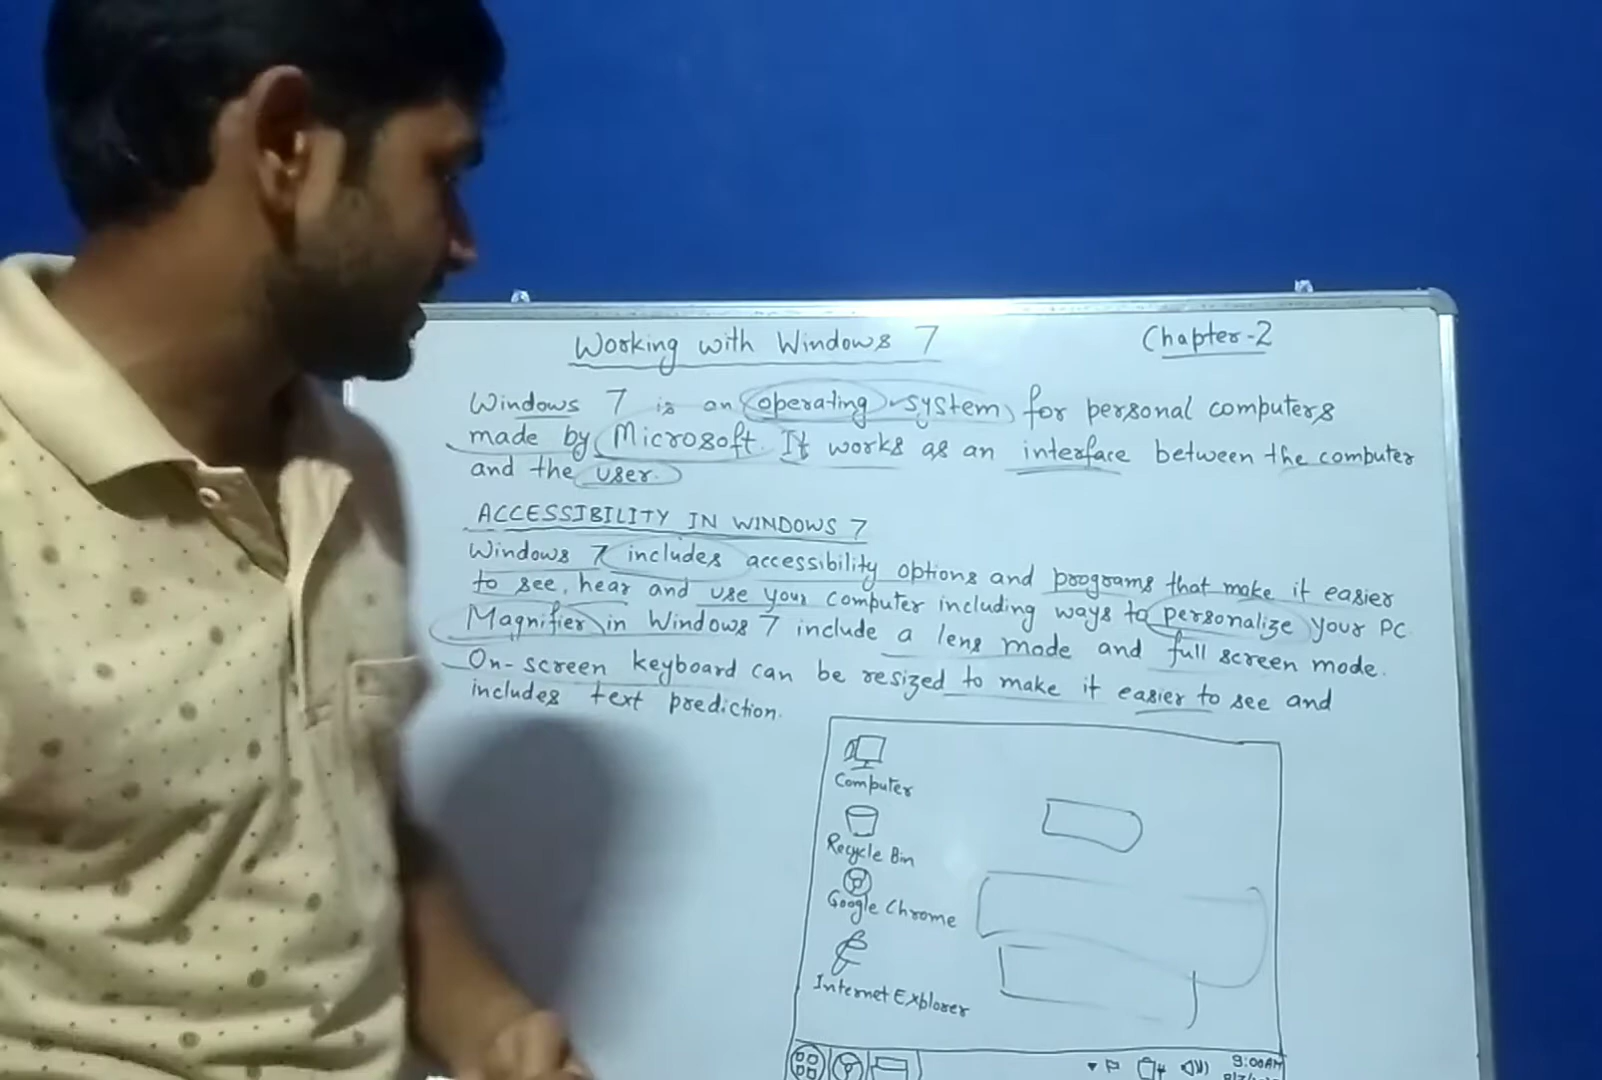 Working with Windows 7
Chapter-2
Windows 7 is an operating system for personal computers
made by Microsoft. It works as an interface between the computer
and the user.
ACCESSIBILITY IN WINDOWS 7
Windows 7 includes accessibility options and programs that make it easier
to see, hear and use your computer including ways to personalize your PC.
Magnifier in Windows 7 include a lens mode and full screen mode.
On-screen keyboard can be resized to make it easier to see and
includes text prediction.
Computer
Recycle Bin
Google Chrome
Internet Explorer
9:00AM